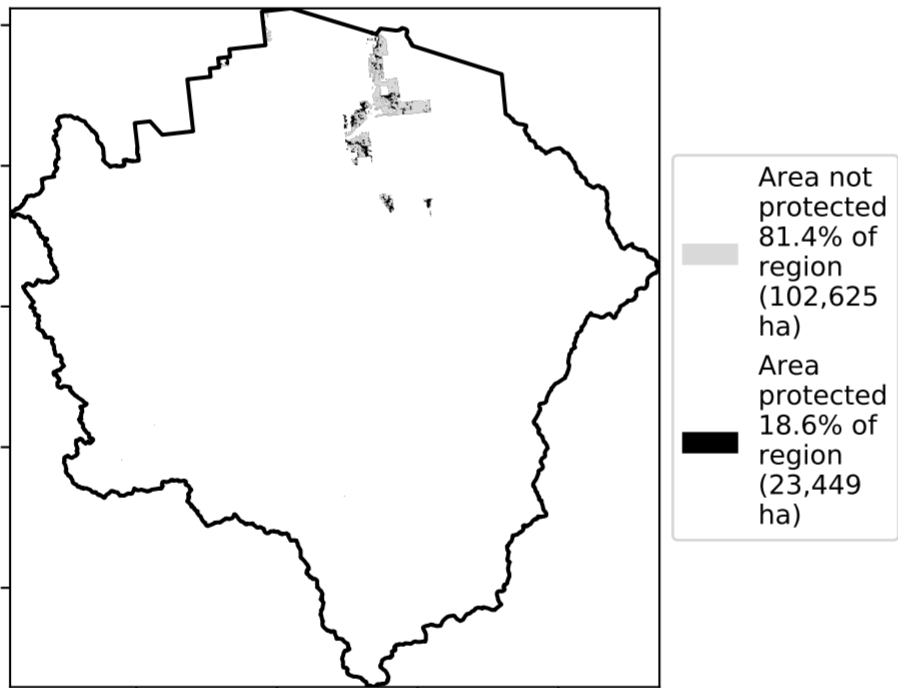 Area not
protected
81.4% of
region
(102,625
ha)
Area
protected
18.6% of
region
(23,449
ha)